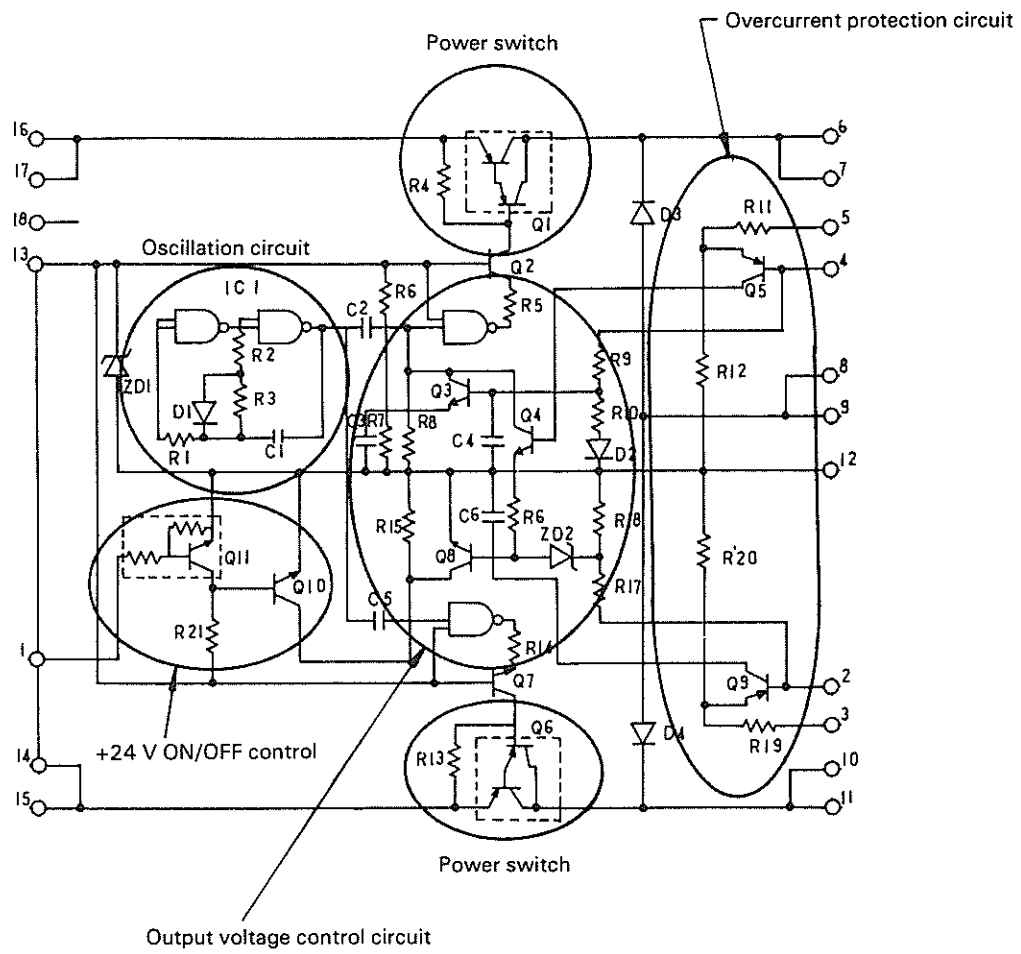 Overcurrent protection circuit
Power switch
16
6
17
7
R4
18
D3
R11
5
Q1
13
Oscillation circuit
Q2
4
IC1
R6
Q5
C2
R5
R2
R9
ZD1
Q3
R12
8
D1
R3
Q4
R10
9
C3
R7
R8
C4
R1
C1
D2
12
R15
C6
R6
R18
ZD2
Q11
Q8
R'20
Q10
R17
C5
R21
R14
1
Q7
Q9
2
Q6
3
+24 V ON/OFF control
R13
D4
R19
14
10
15
11
Power switch
Output voltage control circuit